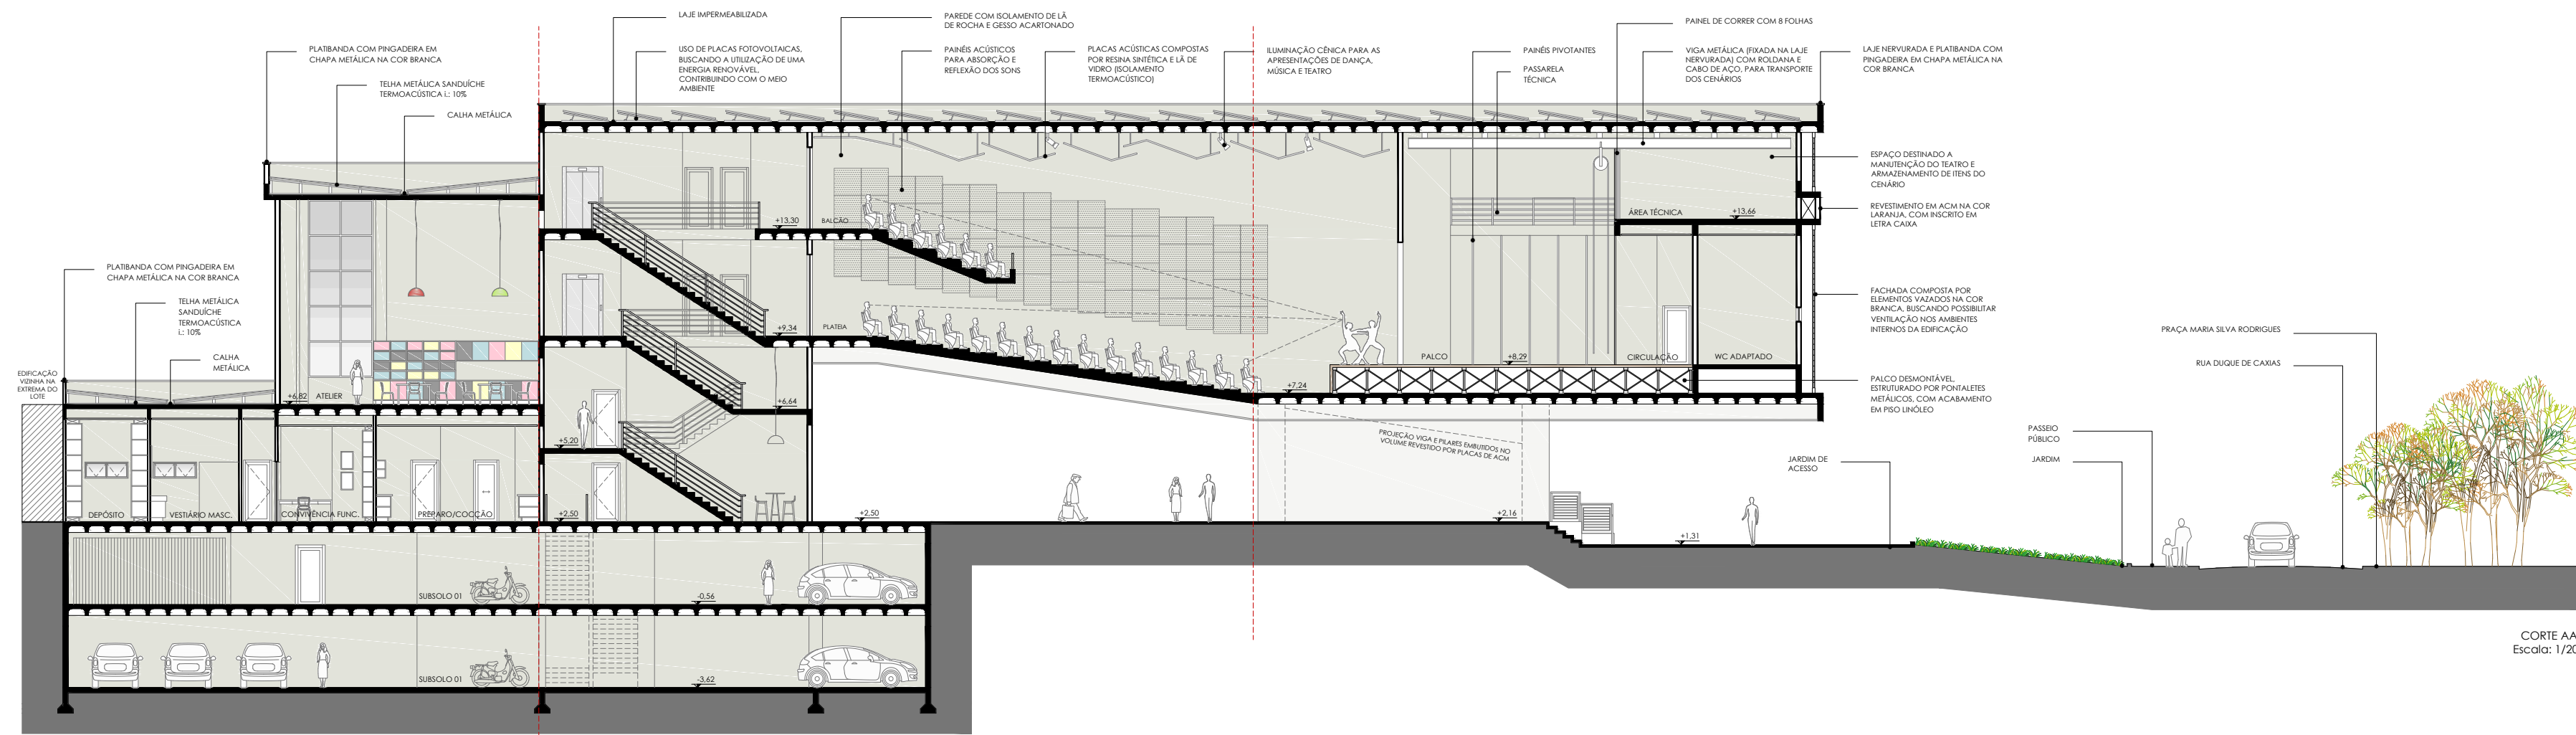 LAJE IMPERMEABILIZADA
PAREDE COM ISOLAMENTO DE LÃ
DE ROCHA E GESSO ACARTONADO
PAINEL DE CORRER COM 8 FOLHAS
PLATIBANDA COM PINGADEIRA EM
CHAPA METÁLICA NA COR BRANCA
USO DE PLACAS FOTOVOLTAICAS,
BUSCANDO A UTILIZAÇÃO DE UMA
ENERGIA RENOVÁVEL,
CONTRIBUINDO COM O MEIO
AMBIENTE
PAINÉIS ACÚSTICOS
PARA ABSORÇÃO E
REFLEXÃO DOS SONS
PLACAS ACÚSTICAS COMPOSTAS
POR RESINA SINTÉTICA E LÃ DE
VIDRO (ISOLAMENTO
TERMOACÚSTICO)
ILUMINAÇÃO CÊNICA PARA AS
APRESENTAÇÕES DE DANÇA,
MÚSICA E TEATRO
PAINÉIS PIVOTANTES
PASSARELA
TÉCNICA
VIGA METÁLICA (FIXADA NA LAJE
NERVURADA) COM ROLDANA E
CABO DE AÇO, PARA TRANSPORTE
DOS CENÁRIOS
LAJE NERVURADA E PLATIBANDA COM
PINGADEIRA EM CHAPA METÁLICA NA
COR BRANCA
TELHA METÁLICA SANDUÍCHE
TERMOACÚSTICA i.: 10%
CALHA METÁLICA
ESPAÇO DESTINADO A
MANUTENÇÃO DO TEATRO E
ARMAZENAMENTO DE ITENS DO
CENÁRIO
REVESTIMENTO EM ACM NA COR
LARANJA, COM INSCRITO EM
LETRA CAIXA
+13,30
BALCÃO
ÁREA TÉCNICA
+13,66
PLATIBANDA COM PINGADEIRA EM
CHAPA METÁLICA NA COR BRANCA
TELHA METÁLICA
SANDUÍCHE
TERMOACÚSTICA
i.: 10%
CALHA
METÁLICA
FACHADA COMPOSTA POR
ELEMENTOS VAZADOS NA COR
BRANCA, BUSCANDO POSSIBILITAR
VENTILAÇÃO NOS AMBIENTES
INTERNOS DA EDIFICAÇÃO
+9,34
PLATEIA
PRAÇA MARIA SILVA RODRIGUES
RUA DUQUE DE CAXIAS
PALCO
+8,29
CIRCULAÇÃO
WC ADAPTADO
EDIFICAÇÃO
VIZINHA NA
EXTREMA DO
LOTE
+6,82
ATELIER
+7,24
PALCO DESMONTÁVEL,
ESTRUTURADO POR PONTALETES
METÁLICOS, COM ACABAMENTO
EM PISO LINÓLEO
+6,64
+5,20
PROJEÇÃO VIGA E PILARES EMBUTIDOS NO
VOLUME REVESTIDO POR PLACAS DE ACM
PASSEIO
PÚBLICO
JARDIM DE
ACESSO
JARDIM
DEPÓSITO
VESTIÁRIO MASC.
CONVIVÊNCIA FUNC.
PREPARO/COCÇÃO
+2,50
+2,50
+2,16
+1,31
SUBSOLO 01
-0,56
SUBSOLO 01
-3,62
CORTE AA
Escala: 1/20